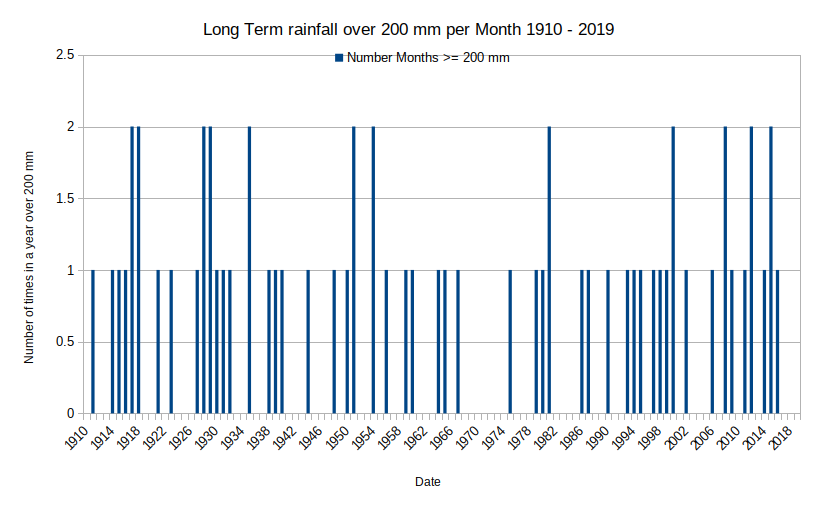 Long Term rainfall over 200 mm per Month 1910 - 2019
Number Months >= 200 mm
Number of times in a year over 200 mm
2.5
2
1.5
1
0.5
0
1910 1914 1918 1922 1926 1930 1934 1938 1942 1946 1950 1954 1958 1962 1966 1970 1974 1978 1982 1986 1990 1994 1998 2002 2006 2010 2014 2018
Date